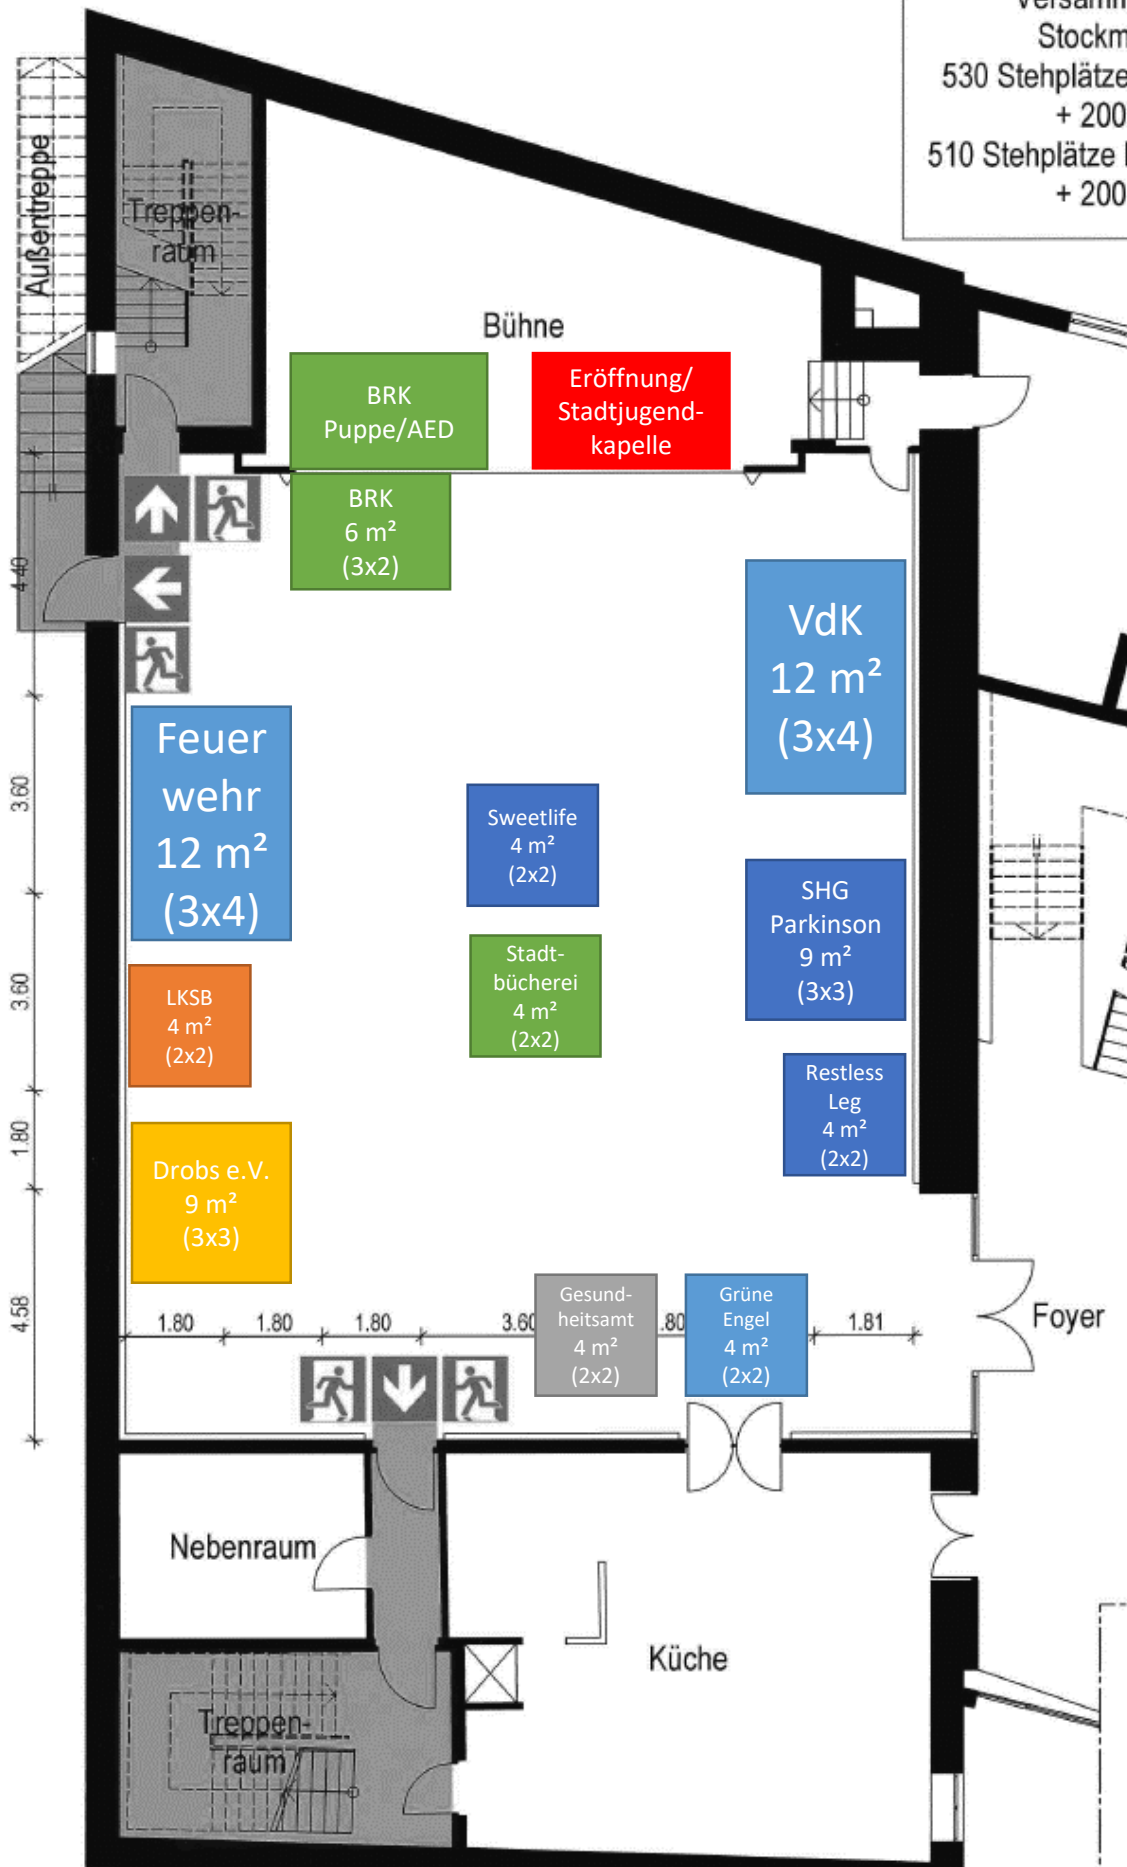 Stockm
530 Stehplätze
+ 200
510 Stehplätze
+ 200
Außentreppe
Treppen-
raum
Bühne
BRK
Puppe/AED
Eröffnung/
Stadtjugend-
kapelle
BRK
6 m²
(3x2)
4.40
VdK
12 m²
(3x4)
Feuer
wehr
12 m²
(3x4)
3.60
Sweetlife
4 m²
(2x2)
SHG
Parkinson
9 m²
(3x3)
Stadt-
bücherei
4 m²
(2x2)
LKSB
4 m²
(2x2)
3.60
Restless
Leg
4 m²
(2x2)
1.80
Drobs e.V.
9 m²
(3x3)
4.58
1.80
1.80
1.80
3.60
Gesund-
heitsamt
4 m²
(2x2)
.80
Grüne
Engel
4 m²
(2x2)
1.81
Foyer
Nebenraum
Küche
Treppen-
raum